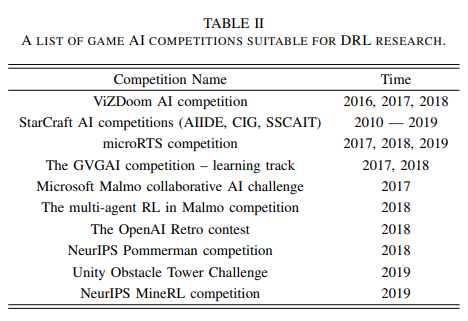 TABLE II
A LIST OF GAME AI COMPETITIONS SUITABLE FOR DRL RESEARCH.
Competition Name Time
ViZDoom AI competition 2016, 2017, 2018
StarCraft AI competitions (AIIDE, CIG, SSCAIT) 2010 — 2019
microRTS competition 2017, 2018, 2019
The GVGAI competition – learning track 2017, 2018
Microsoft Malmo collaborative AI challenge 2017
The multi-agent RL in Malmo competition 2018
The OpenAI Retro contest 2018
NeurIPS Pommerman competition 2018
Unity Obstacle Tower Challenge 2019
NeurIPS MineRL competition 2019